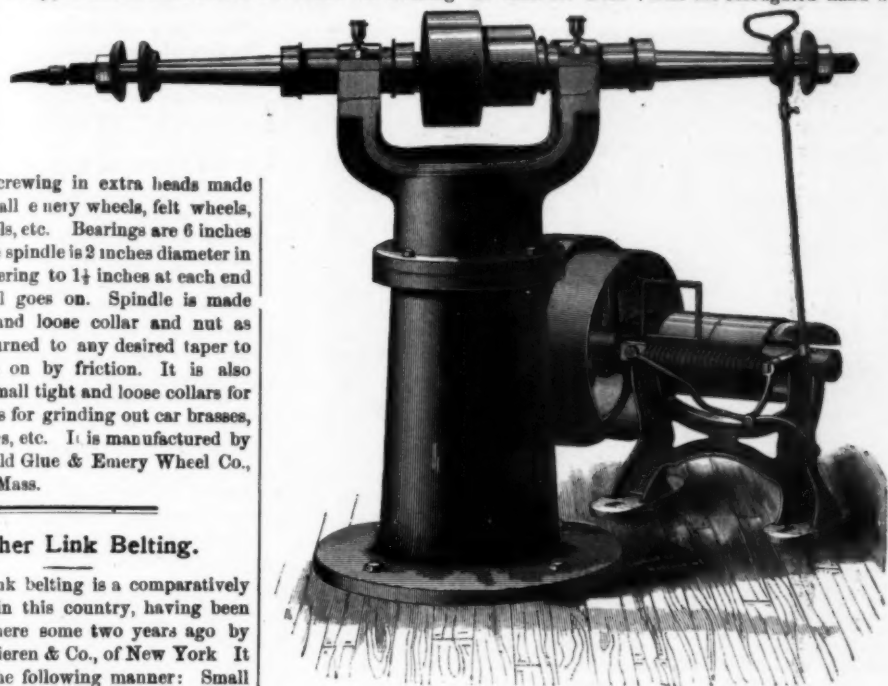 crewing in extra heads made
all e nery wheels, felt wheels,
ls, etc. Bearings are 6 inches
spindle is 2 inches diameter in
ering to 1¼ inches at each end
l goes on. Spindle is made
and loose collar and nut as
urned to any desired taper to
on by friction. It is also
mall tight and loose collars for
s for grinding out car brasses,
s, etc. It is manufactured by
ld Glue & Emery Wheel Co.,
Mass.
her Link Belting.
nk belting is a comparatively
in this country, having been
here some two years ago by
ieren & Co., of New York It
he following manner: Small